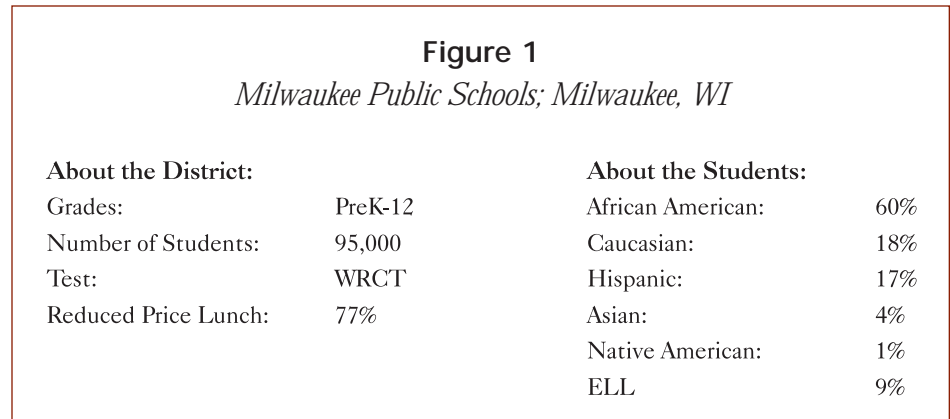 Figure 1
Milwaukee Public Schools; Milwaukee, WI
About the District:
Grades: PreK-12
Number of Students: 95,000
Test: WRCT
Reduced Price Lunch: 77%
About the Students:
African American: 60%
Caucasian: 18%
Hispanic: 17%
Asian: 4%
Native American: 1%
ELL 9%